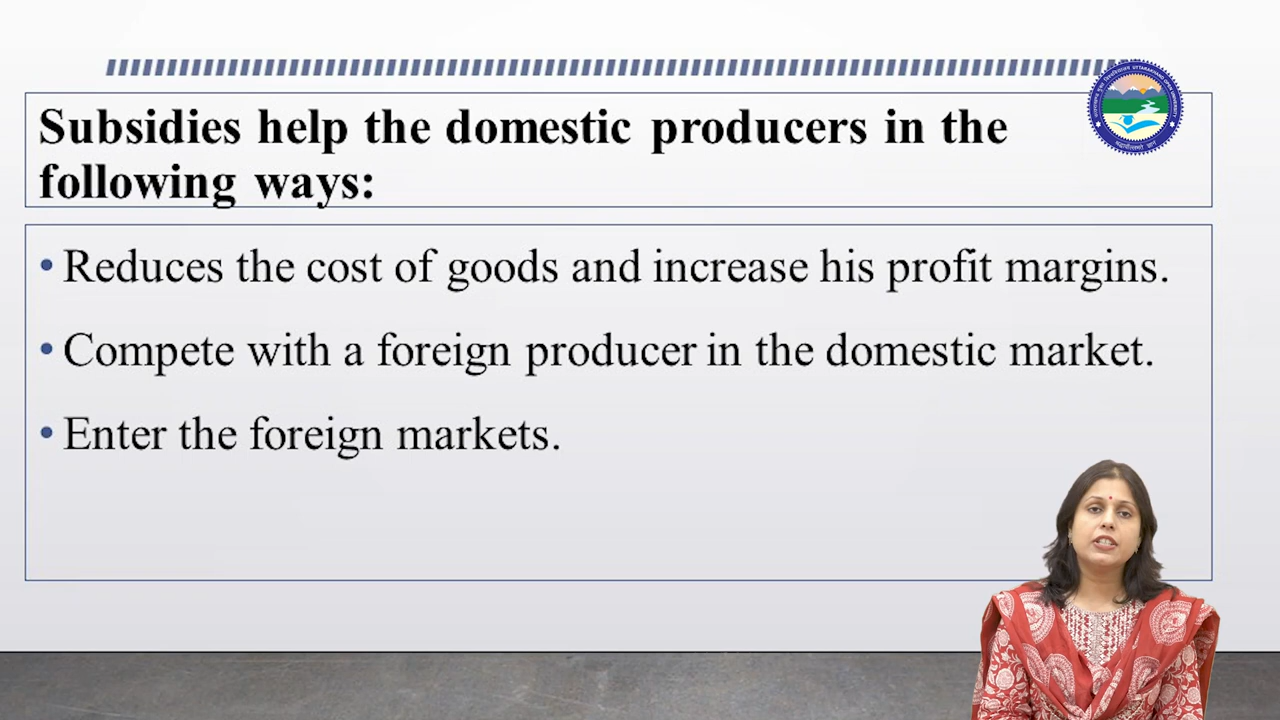 Subsidies help the domestic producers in the
following ways:
• Reduces the cost of goods and increase his profit margins.
• Compete with a foreign producer in the domestic market.
• Enter the foreign markets.